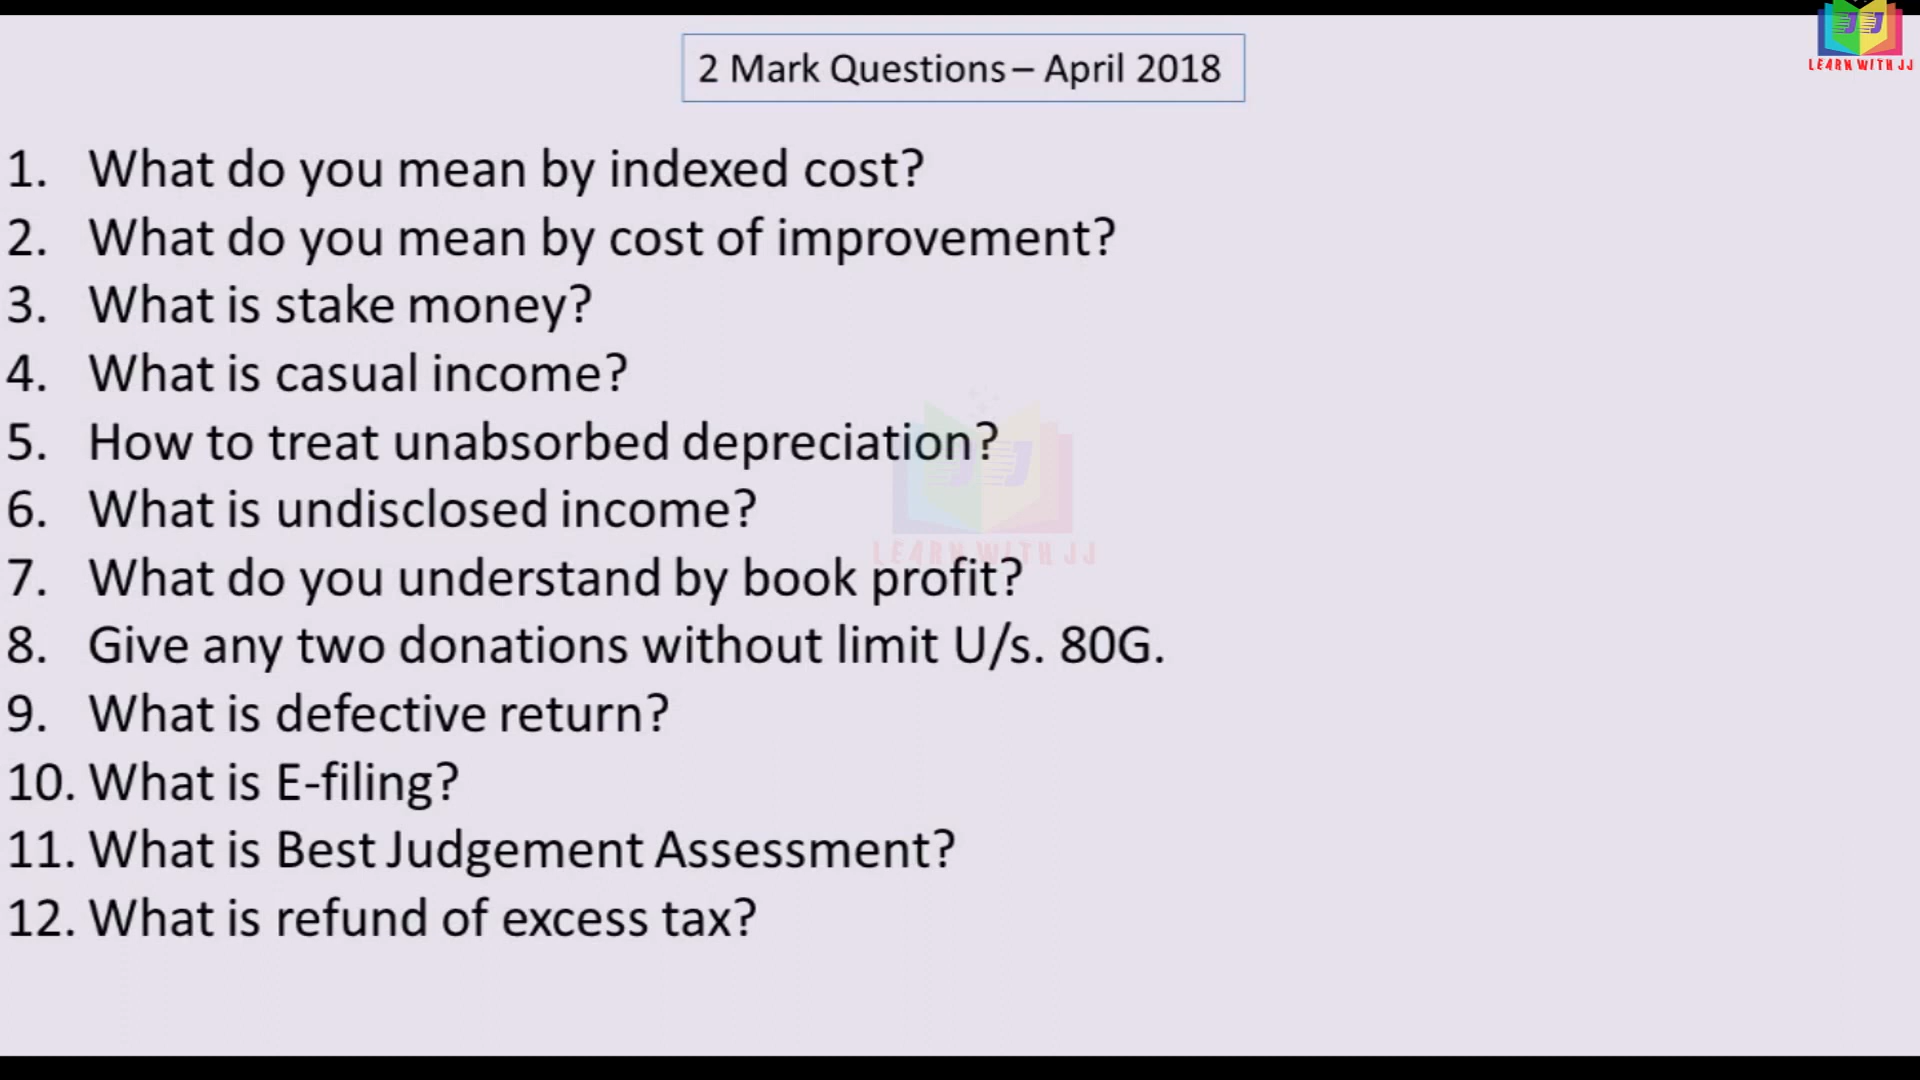 JJ
LEARN WITH JJ
2 Mark Questions – April 2018
1. What do you mean by indexed cost?
2. What do you mean by cost of improvement?
3. What is stake money?
4. What is casual income?
5. How to treat unabsorbed depreciation?
6. What is undisclosed income?
JJ
LEARN WITH JJ
7. What do you understand by book profit?
8. Give any two donations without limit U/s. 80G.
9. What is defective return?
10. What is E-filing?
11. What is Best Judgement Assessment?
12. What is refund of excess tax?